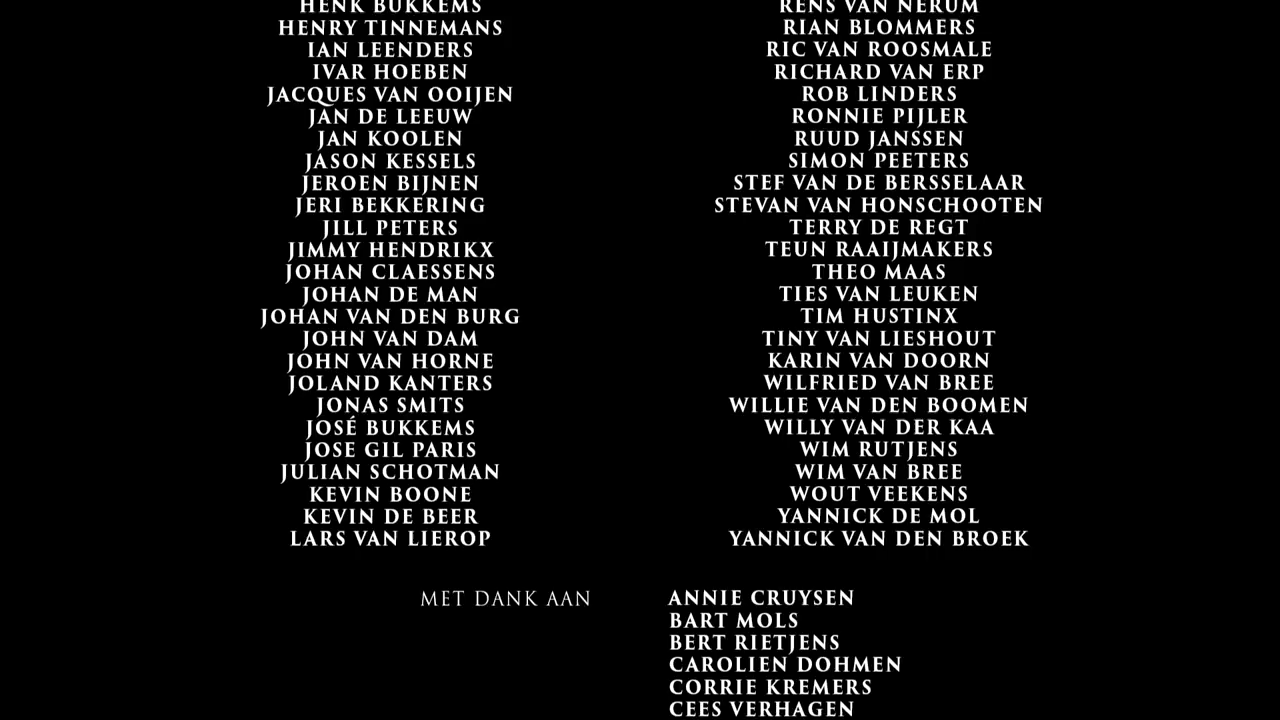 HENK BUKKEMS
HENRY TINNEMANS
IAN LEENDERS
IVAR HOEBEN
JACQUES VAN OOIJEN
JAN DE LEEUW
JAN KOOLEN
JASON KESSELS
JEROEN BIJNEN
JERI BEKKERING
JILL PETERS
JIMMY HENDRIKX
JOHAN CLAESSENS
JOHAN DE MAN
JOHAN VAN DEN BURG
JOHN VAN DAM
JOHN VAN HORNE
JOLAND KANTERS
JONAS SMITS
JOSÉ BUKKEMS
JOSE GIL PARIS
JULIAN SCHOTMAN
KEVIN BOONE
KEVIN DE BEER
LARS VAN LIEROP
RENS VAN NERUM
RIAN BLOMMERS
RIC VAN ROOSMALE
RICHARD VAN ERP
ROB LINDERS
RONNIE PIJLER
RUUD JANSSEN
SIMON PEETERS
STEF VAN DE BERSSELAAR
STEVAN VAN HONSCHOOTEN
TERRY DE REGT
TEUN RAAIJMAKERS
THEO MAAS
TIES VAN LEUKEN
TIM HUSTINX
TINY VAN LIESHOUT
KARIN VAN DOORN
WILFRIED VAN BREE
WILLIE VAN DEN BOOMEN
WILLY VAN DER KAA
WIM RUTJENS
WIM VAN BREE
WOUT VEEKENS
YANNICK DE MOL
YANNICK VAN DEN BROEK
MET DANK AAN
ANNIE CRUYSEN
BART MOLS
BERT RIETJENS
CAROLIEN DOHMEN
CORRIE KREMERS
CEES VERHAGEN